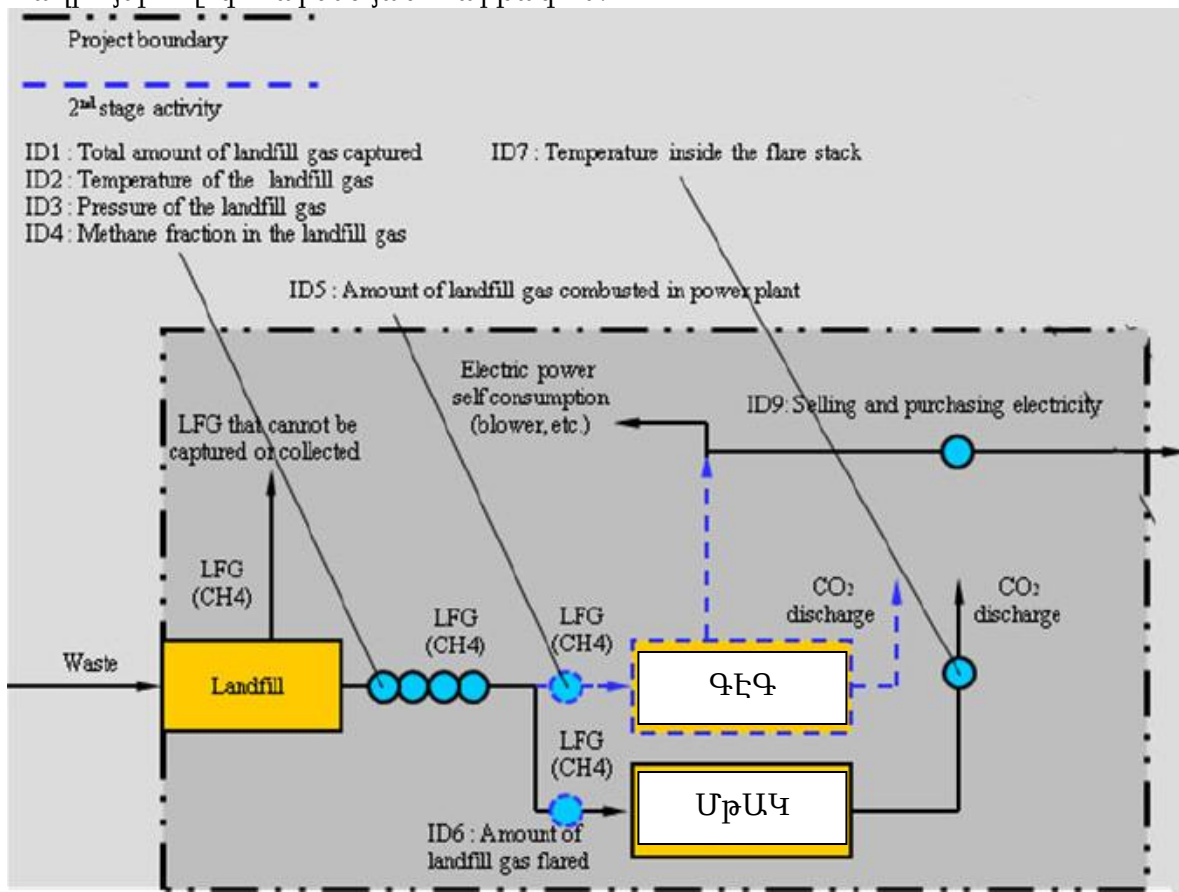 Project boundary
2nd stage activity
ID1 : Total amount of landfill gas captured
ID2 : Temperature of the landfill gas
ID3 : Pressure of the landfill gas
ID4 : Methane fraction in the landfill gas
ID7 : Temperature inside the flare stack
ID5 : Amount of landfill gas combusted in power plant
Electric power
self consumption
(blower, etc.)
ID9: Selling and purchasing electricity
LFG that cannot be
captured or collected
LFG
(CH4)
LFG
(CH4)
LFG
(CH4)
CO2
discharge
CO2
discharge
Waste
Landfill
ԳԷԳ
LFG
(CH4)
ՄթԱԿ
ID6 : Amount of
landfill gas flared